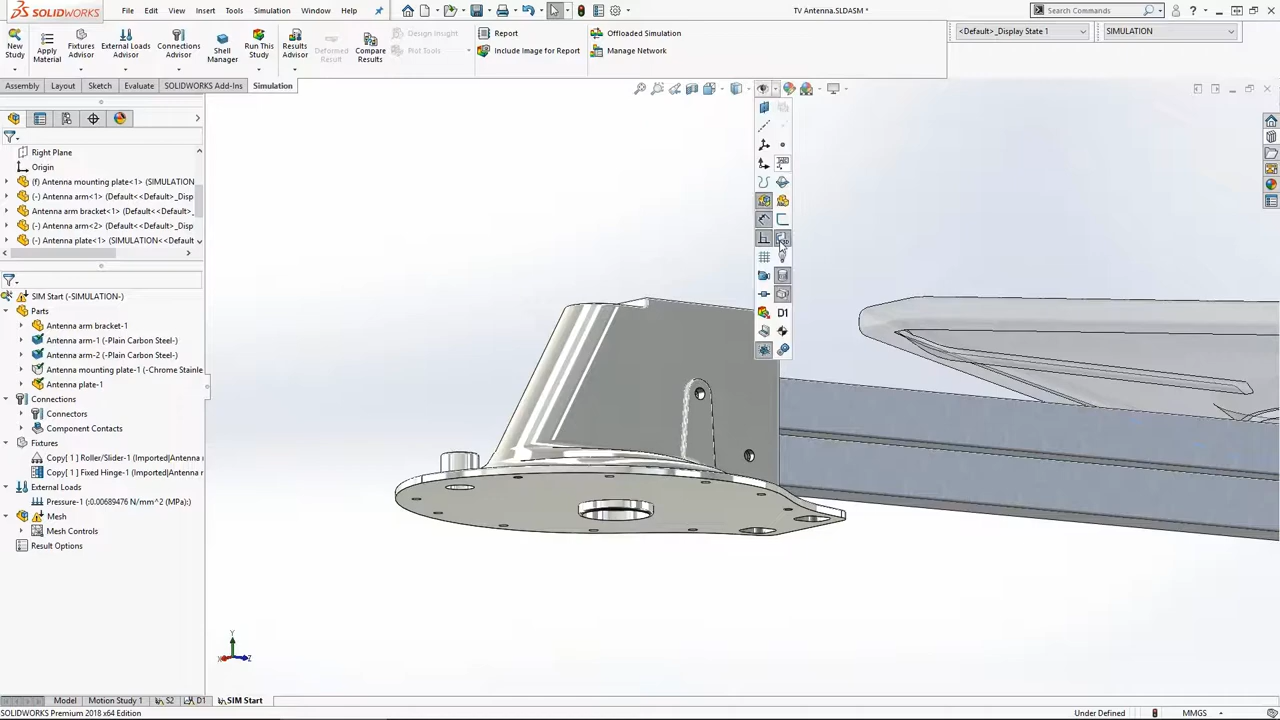 SOLIDWORKS
File Edit View Insert Tools Simulation Window Help
TV Antenna.SLDASM *
Search Commands
New Study
Apply Material
Fixtures Advisor
External Loads Advisor
Connections Advisor
Shell Manager
Run This Study
Results Advisor
Deformed Result
Compare Results
Design Insight
Plot Tools
Report
Include Image for Report
Offloaded Simulation
Manage Network
<Default>_Display State 1
SIMULATION
Assembly Layout Sketch Evaluate SOLIDWORKS Add-Ins Simulation
Right Plane
Origin
(f) Antenna mounting plate<1> (SIMULATION
(-) Antenna arm<1> (Default<<Default>_Disp
Antenna arm bracket<1> (Default<<Default>_
(-) Antenna arm<2> (Default<<Default>_Disp
(-) Antenna plate<1> (SIMULATION<<Default
SIM Start (-SIMULATION-)
Parts
Antenna arm bracket-1
Antenna arm-1 (-Plain Carbon Steel-)
Antenna arm-2 (-Plain Carbon Steel-)
Antenna mounting plate-1 (-Chrome Stainle
Antenna plate-1
Connections
Connectors
Component Contacts
Fixtures
Copy[ 1 ] Roller/Slider-1 (Imported|Antenna
Copy[ 1 ] Fixed Hinge-1 (Imported|Antenna r
External Loads
Pressure-1 (:0.00689476 N/mm^2 (MPa):)
Mesh
Mesh Controls
Result Options
D1
Y
X
Z
Model Motion Study 1 S2 D1 SIM Start
SOLIDWORKS Premium 2018 x64 Edition
Under Defined
MMGS